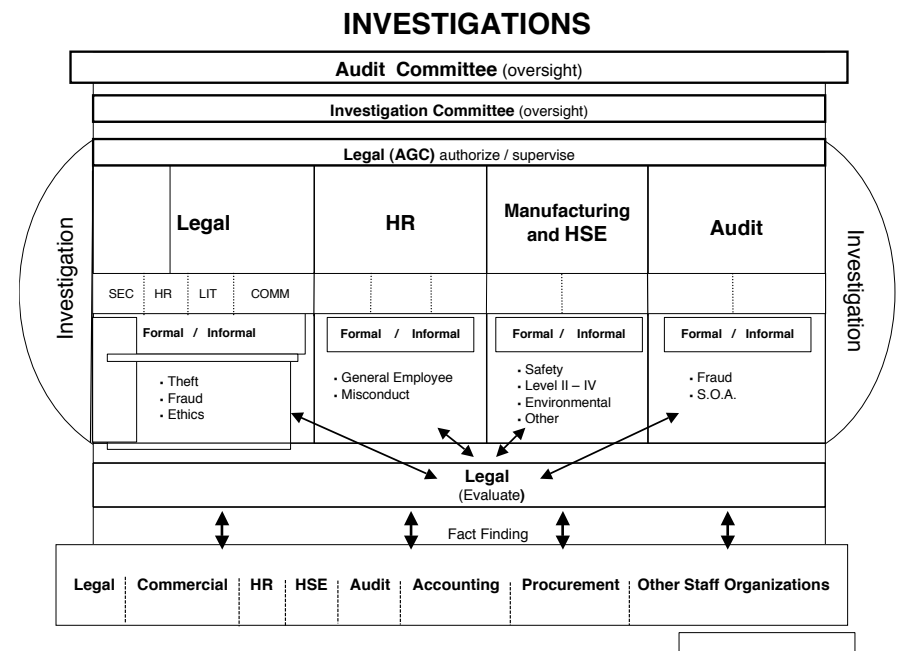 INVESTIGATIONS
Audit Committee (oversight)
Investigation Committee (oversight)
Legal (AGC) authorize / supervise
Investigation
Legal
HR
Manufacturing
and HSE
Audit
Investigation
SEC HR LIT COMM
Formal / Informal
Formal / Informal
Formal / Informal
Formal / Informal
▪ Theft
▪ Fraud
▪ Ethics
▪ General Employee
▪ Misconduct
▪ Safety
▪ Level II – IV
▪ Environmental
▪ Other
▪ Fraud
▪ S.O.A.
Legal
(Evaluate)
Fact Finding
Legal Commercial HR HSE Audit Accounting Procurement Other Staff Organizations